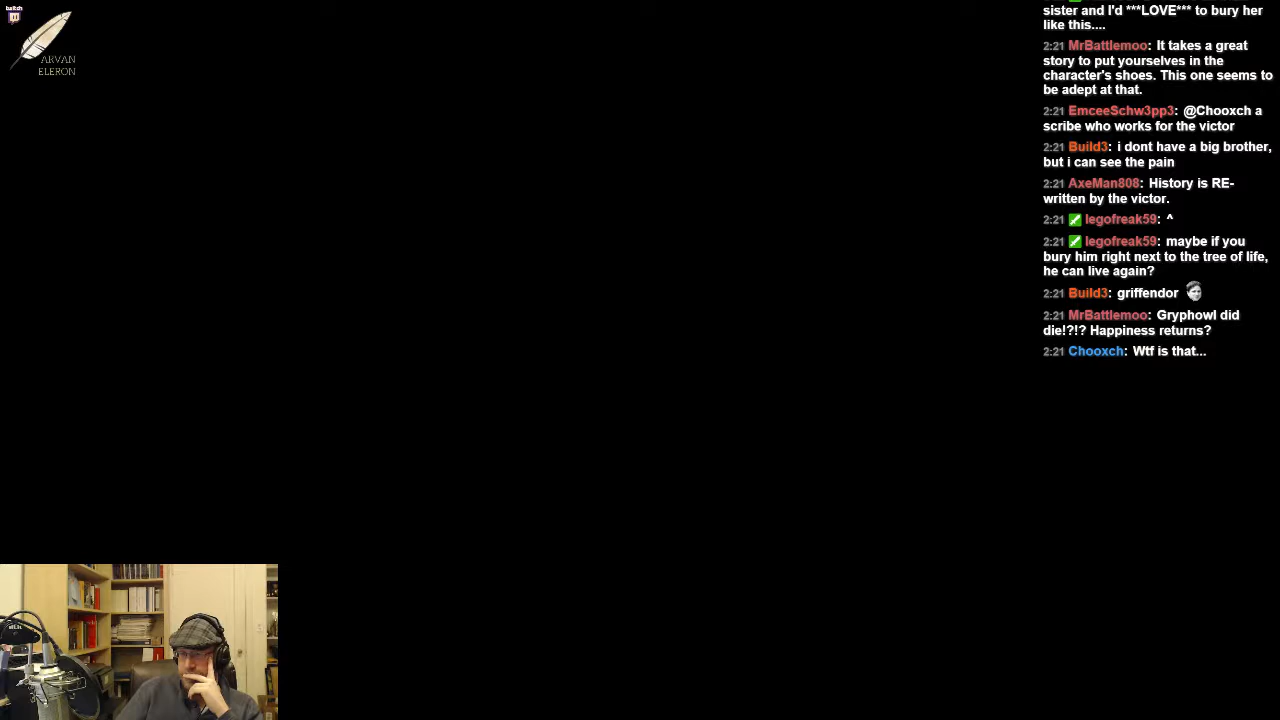 twitch
ARVAN
ELERON
sister and I'd ***LOVE*** to bury her
like this....
2:21 MrBattlemoo: It takes a great
story to put yourselves in the
character's shoes. This one seems to
be adept at that.
2:21 EmceeSchw3pp3: @Chooxch a
scribe who works for the victor
2:21 Build3: i dont have a big brother,
but i can see the pain
2:21 AxeMan808: History is RE-
written by the victor.
2:21 legofreak59: ^
2:21 legofreak59: maybe if you
bury him right next to the tree of life,
he can live again?
2:21 Build3: griffendor
2:21 MrBattlemoo: Gryphowl did
die!?!? Happiness returns?
2:21 Chooxch: Wtf is that...